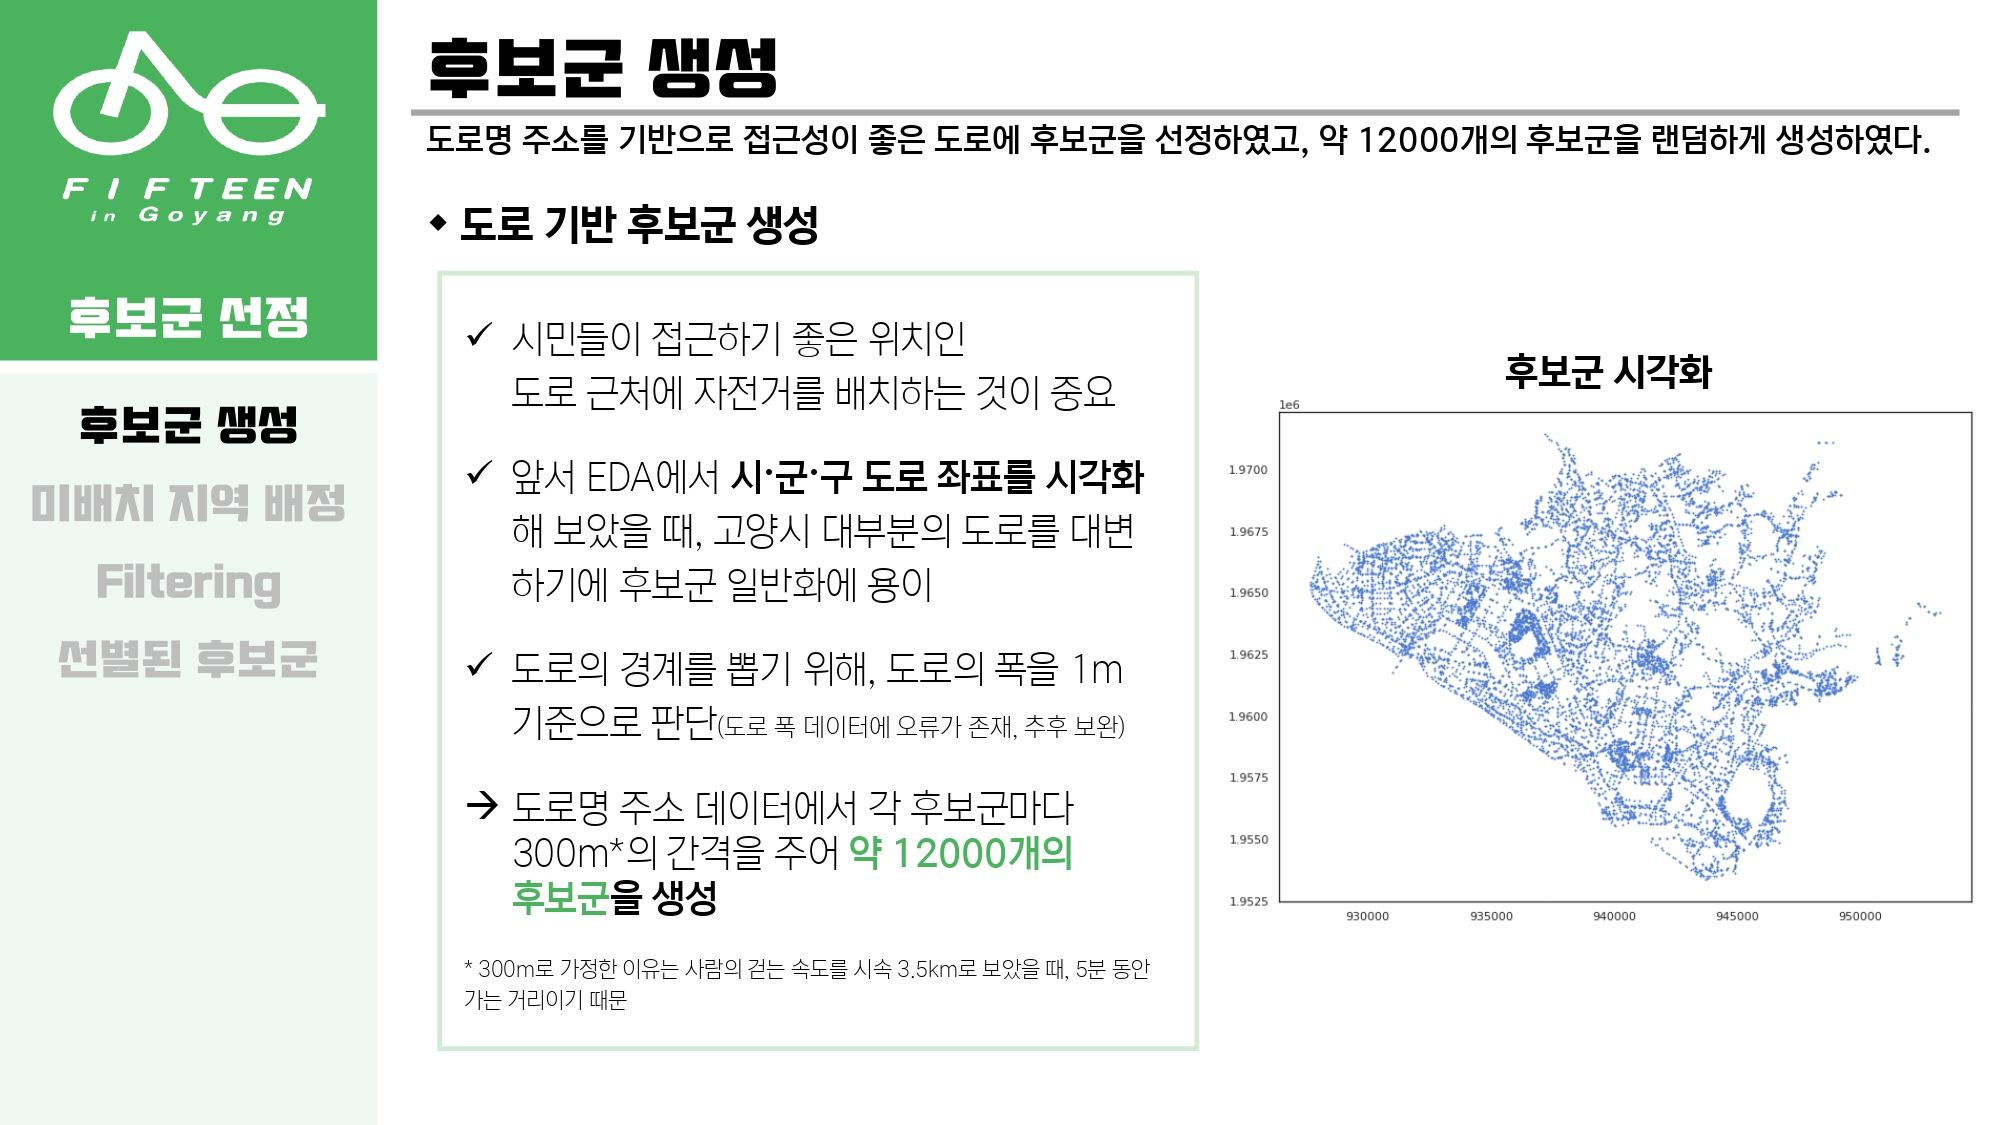 FIFTEEN
in Goyang
후보군 선정
후보군 생성
미배치 지역 배정
Filtering
선별된 후보군
후보군 생성
도로명 주소를 기반으로 접근성이 좋은 도로에 후보군을 선정하였고, 약 12000개의 후보군을 랜덤하게 생성하였다.
◆ 도로 기반 후보군 생성
✓ 시민들이 접근하기 좋은 위치인
도로 근처에 자전거를 배치하는 것이 중요
✓ 앞서 EDA에서 시·군·구 도로 좌표를 시각화
해 보았을 때, 고양시 대부분의 도로를 대변
하기에 후보군 일반화에 용이
✓ 도로의 경계를 뽑기 위해, 도로의 폭을 1m
기준으로 판단(도로 폭 데이터에 오류가 존재, 추후 보완)
→ 도로명 주소 데이터에서 각 후보군마다
300m*의 간격을 주어 약 12000개의
후보군을 생성
* 300m로 가정한 이유는 사람의 걷는 속도를 시속 3.5km로 보았을 때, 5분 동안
가는 거리이기 때문
후보군 시각화
1e6
1.9700
1.9675
1.9650
1.9625
1.9600
1.9575
1.9550
1.9525
930000 935000 940000 945000 950000